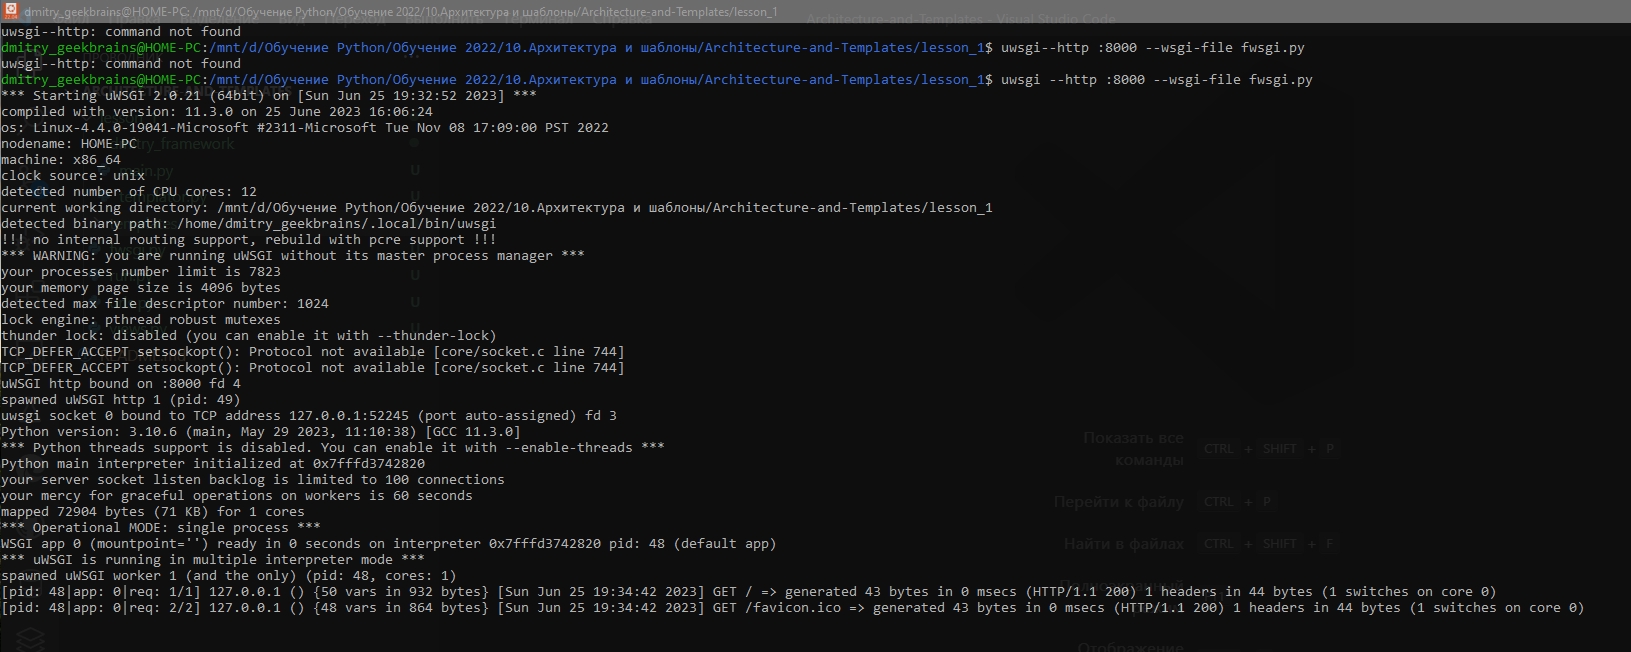 dmitry_geekbrains@HOME-PC: /mnt/d/Обучение Python/Обучение 2022/10.Архитектура и шаблоны/Architecture-and-Templates/lesson_1
Architecture-and-Templates - Visual Studio Code
uwsgi--http: command not found
dmitry_geekbrains@HOME-PC:/mnt/d/Обучение Python/Обучение 2022/10.Архитектура и шаблоны/Architecture-and-Templates/lesson_1$ uwsgi--http :8000 --wsgi-file fwsgi.py
uwsgi--http: command not found
dmitry_geekbrains@HOME-PC:/mnt/d/Обучение Python/Обучение 2022/10.Архитектура и шаблоны/Architecture-and-Templates/lesson_1$ uwsgi --http :8000 --wsgi-file fwsgi.py
*** Starting uWSGI 2.0.21 (64bit) on [Sun Jun 25 19:32:52 2023] ***
compiled with version: 11.3.0 on 25 June 2023 16:06:24
os: Linux-4.4.0-19041-Microsoft #2311-Microsoft Tue Nov 08 17:09:00 PST 2022
nodename: HOME-PC
machine: x86_64
clock source: unix
detected number of CPU cores: 12
current working directory: /mnt/d/Обучение Python/Обучение 2022/10.Архитектура и шаблоны/Architecture-and-Templates/lesson_1
detected binary path: /home/dmitry_geekbrains/.local/bin/uwsgi
!!! no internal routing support, rebuild with pcre support !!!
*** WARNING: you are running uWSGI without its master process manager ***
your processes number limit is 7823
your memory page size is 4096 bytes
detected max file descriptor number: 1024
lock engine: pthread robust mutexes
thunder lock: disabled (you can enable it with --thunder-lock)
TCP_DEFER_ACCEPT setsockopt(): Protocol not available [core/socket.c line 744]
TCP_DEFER_ACCEPT setsockopt(): Protocol not available [core/socket.c line 744]
uWSGI http bound on :8000 fd 4
spawned uWSGI http 1 (pid: 49)
uwsgi socket 0 bound to TCP address 127.0.0.1:52245 (port auto-assigned) fd 3
Python version: 3.10.6 (main, May 29 2023, 11:10:38) [GCC 11.3.0]
*** Python threads support is disabled. You can enable it with --enable-threads ***
Python main interpreter initialized at 0x7fffd3742820
your server socket listen backlog is limited to 100 connections
your mercy for graceful operations on workers is 60 seconds
mapped 72904 bytes (71 KB) for 1 cores
*** Operational MODE: single process ***
WSGI app 0 (mountpoint='') ready in 0 seconds on interpreter 0x7fffd3742820 pid: 48 (default app)
*** uWSGI is running in multiple interpreter mode ***
spawned uWSGI worker 1 (and the only) (pid: 48, cores: 1)
[pid: 48|app: 0|req: 1/1] 127.0.0.1 () {50 vars in 932 bytes} [Sun Jun 25 19:34:42 2023] GET / => generated 43 bytes in 0 msecs (HTTP/1.1 200) 1 headers in 44 bytes (1 switches on core 0)
[pid: 48|app: 0|req: 2/2] 127.0.0.1 () {48 vars in 864 bytes} [Sun Jun 25 19:34:42 2023] GET /favicon.ico => generated 43 bytes in 0 msecs (HTTP/1.1 200) 1 headers in 44 bytes (1 switches on core 0)
Показать все
команды
CTRL + SHIFT + P
Перейти к файлу CTRL + P
Найти в файлах CTRL + SHIFT + F
Полноэкранный
Отображение